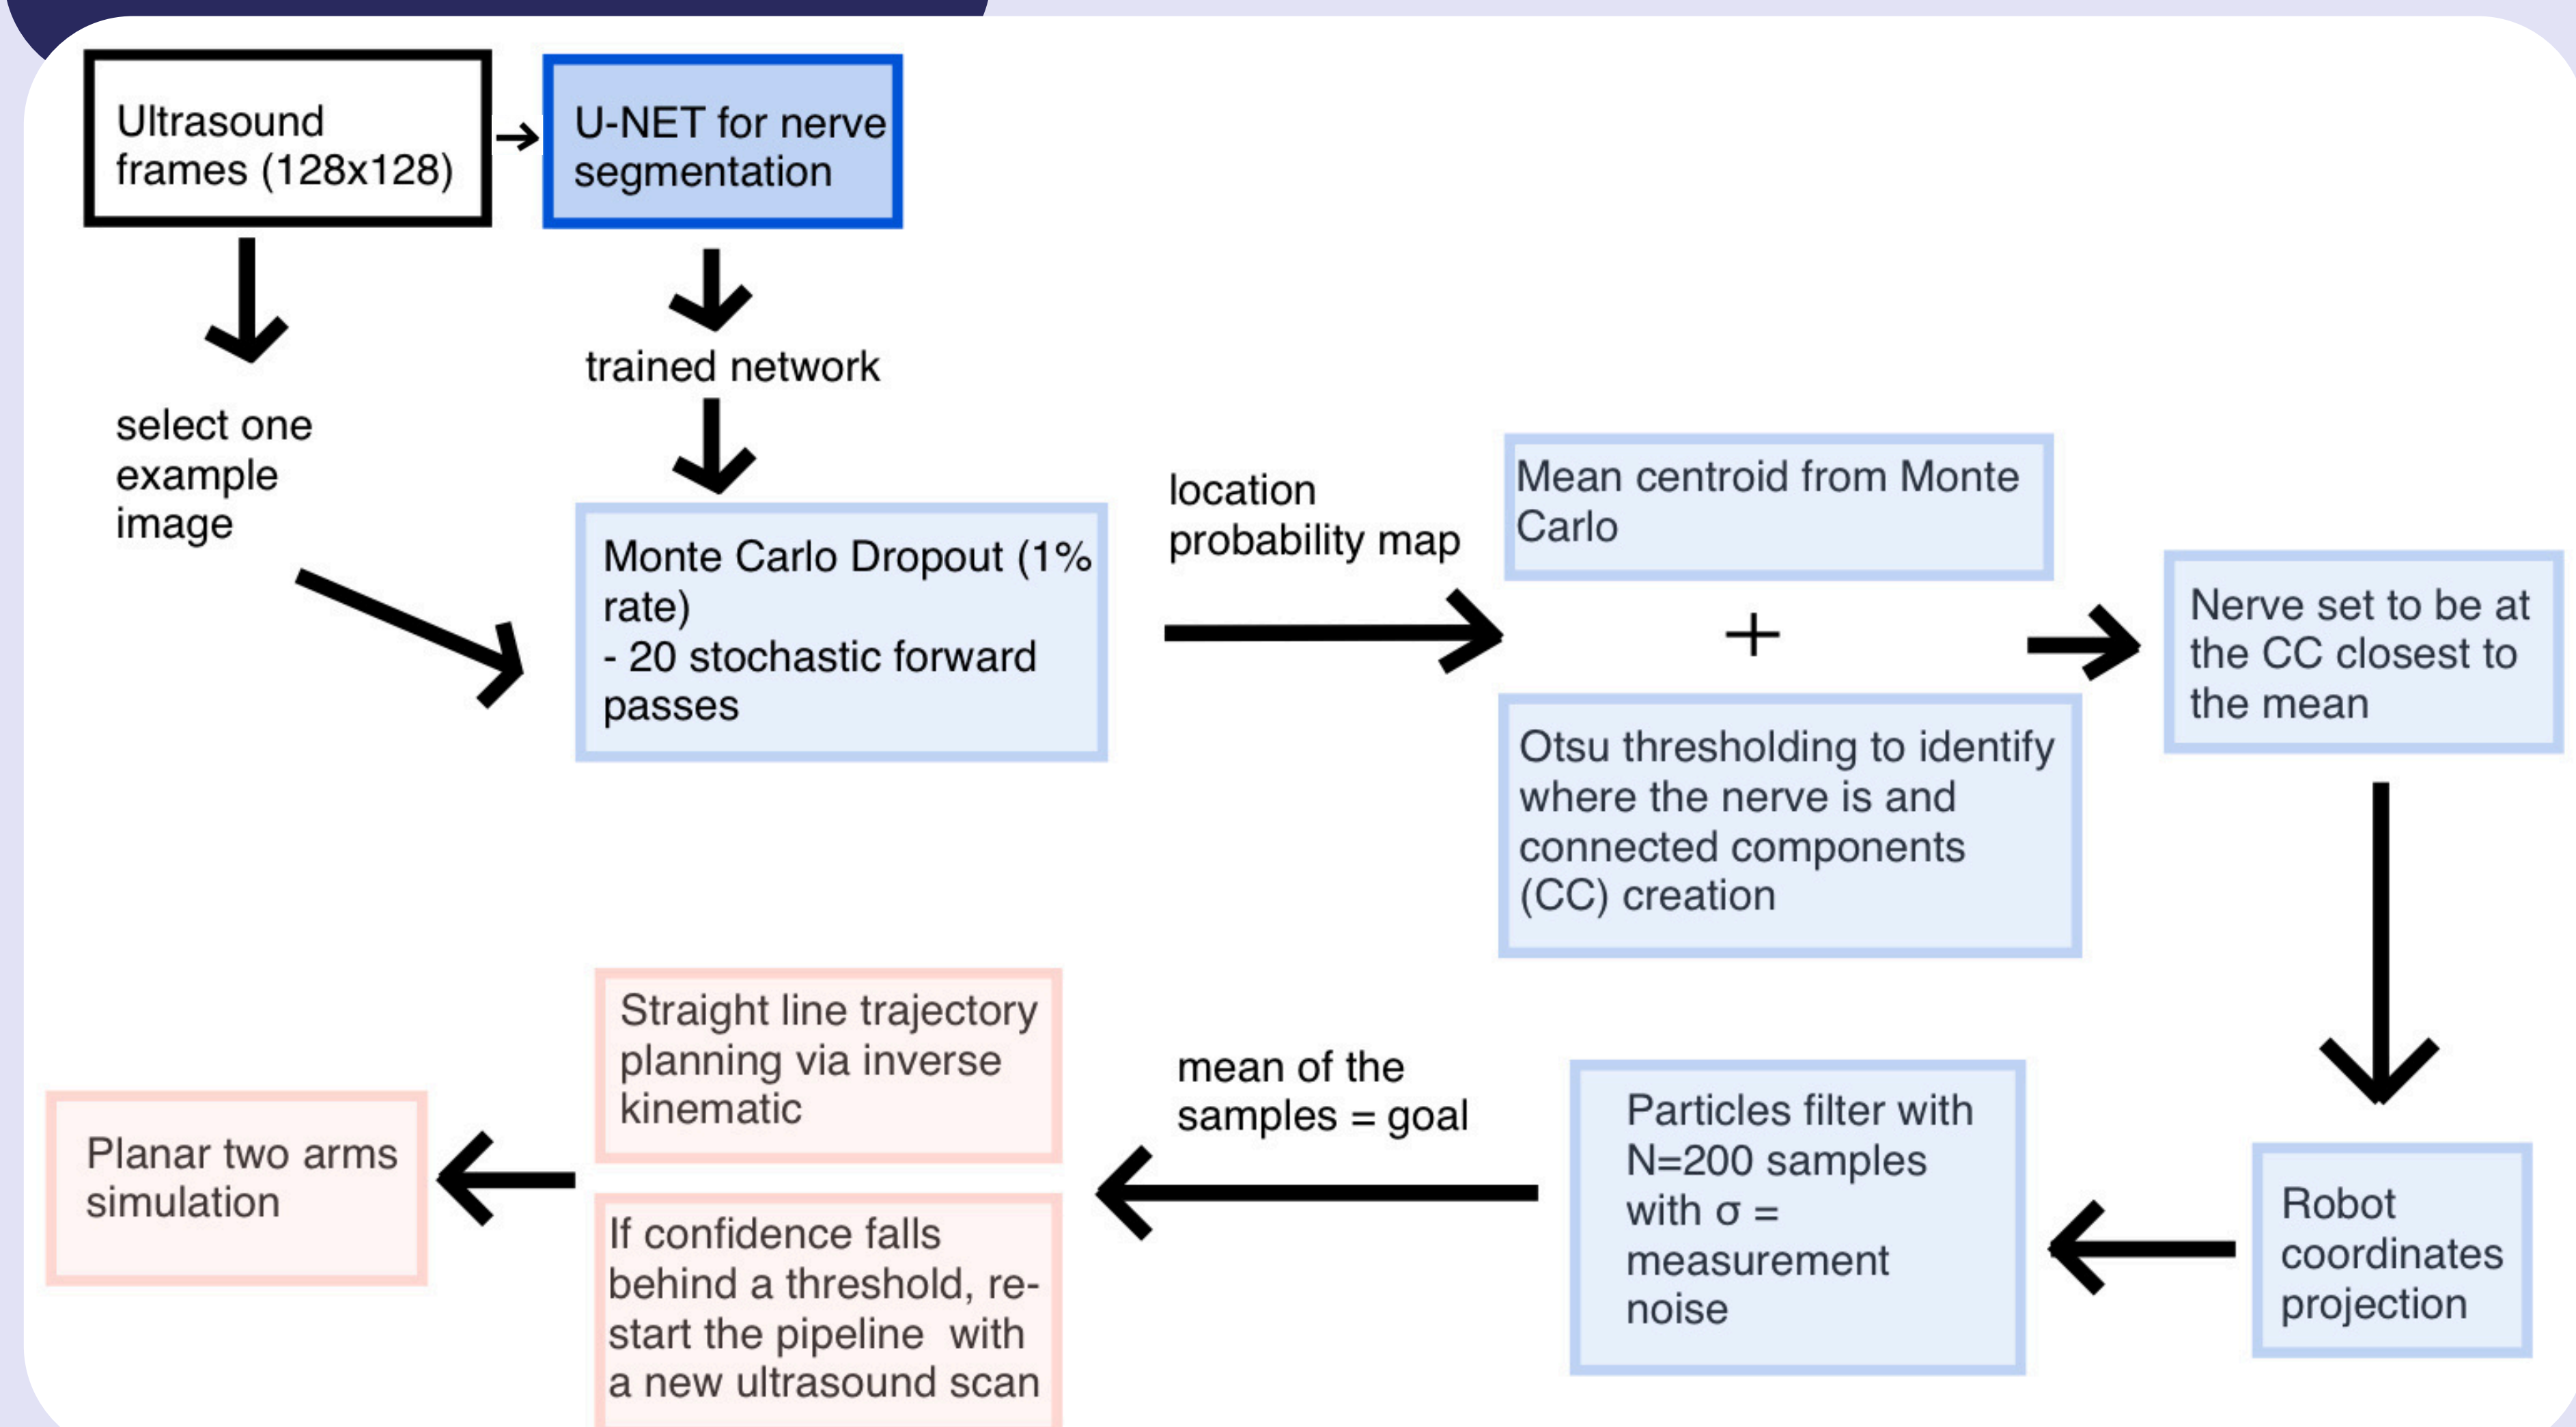 Ultrasound
frames (128x128)
U-NET for nerve
segmentation
trained network
select one
example
image
Monte Carlo Dropout (1%
rate)
- 20 stochastic forward
passes
location
probability map
Mean centroid from Monte
Carlo
+
Otsu thresholding to identify
where the nerve is and
connected components
(CC) creation
Nerve set to be at
the CC closest to
the mean
Robot
coordinates
projection
Particles filter with
N=200 samples
with σ =
measurement
noise
mean of the
samples = goal
Straight line trajectory
planning via inverse
kinematic
If confidence falls
behind a threshold, re-
start the pipeline  with
a new ultrasound scan
Planar two arms
simulation